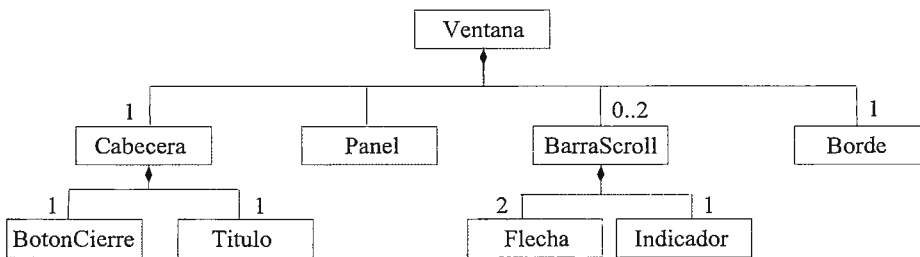 Ventana
1
0..2
1
Cabecera
Panel
BarraScroll
Borde
1
1
2
1
BotonCierre
Titulo
Flecha
Indicador